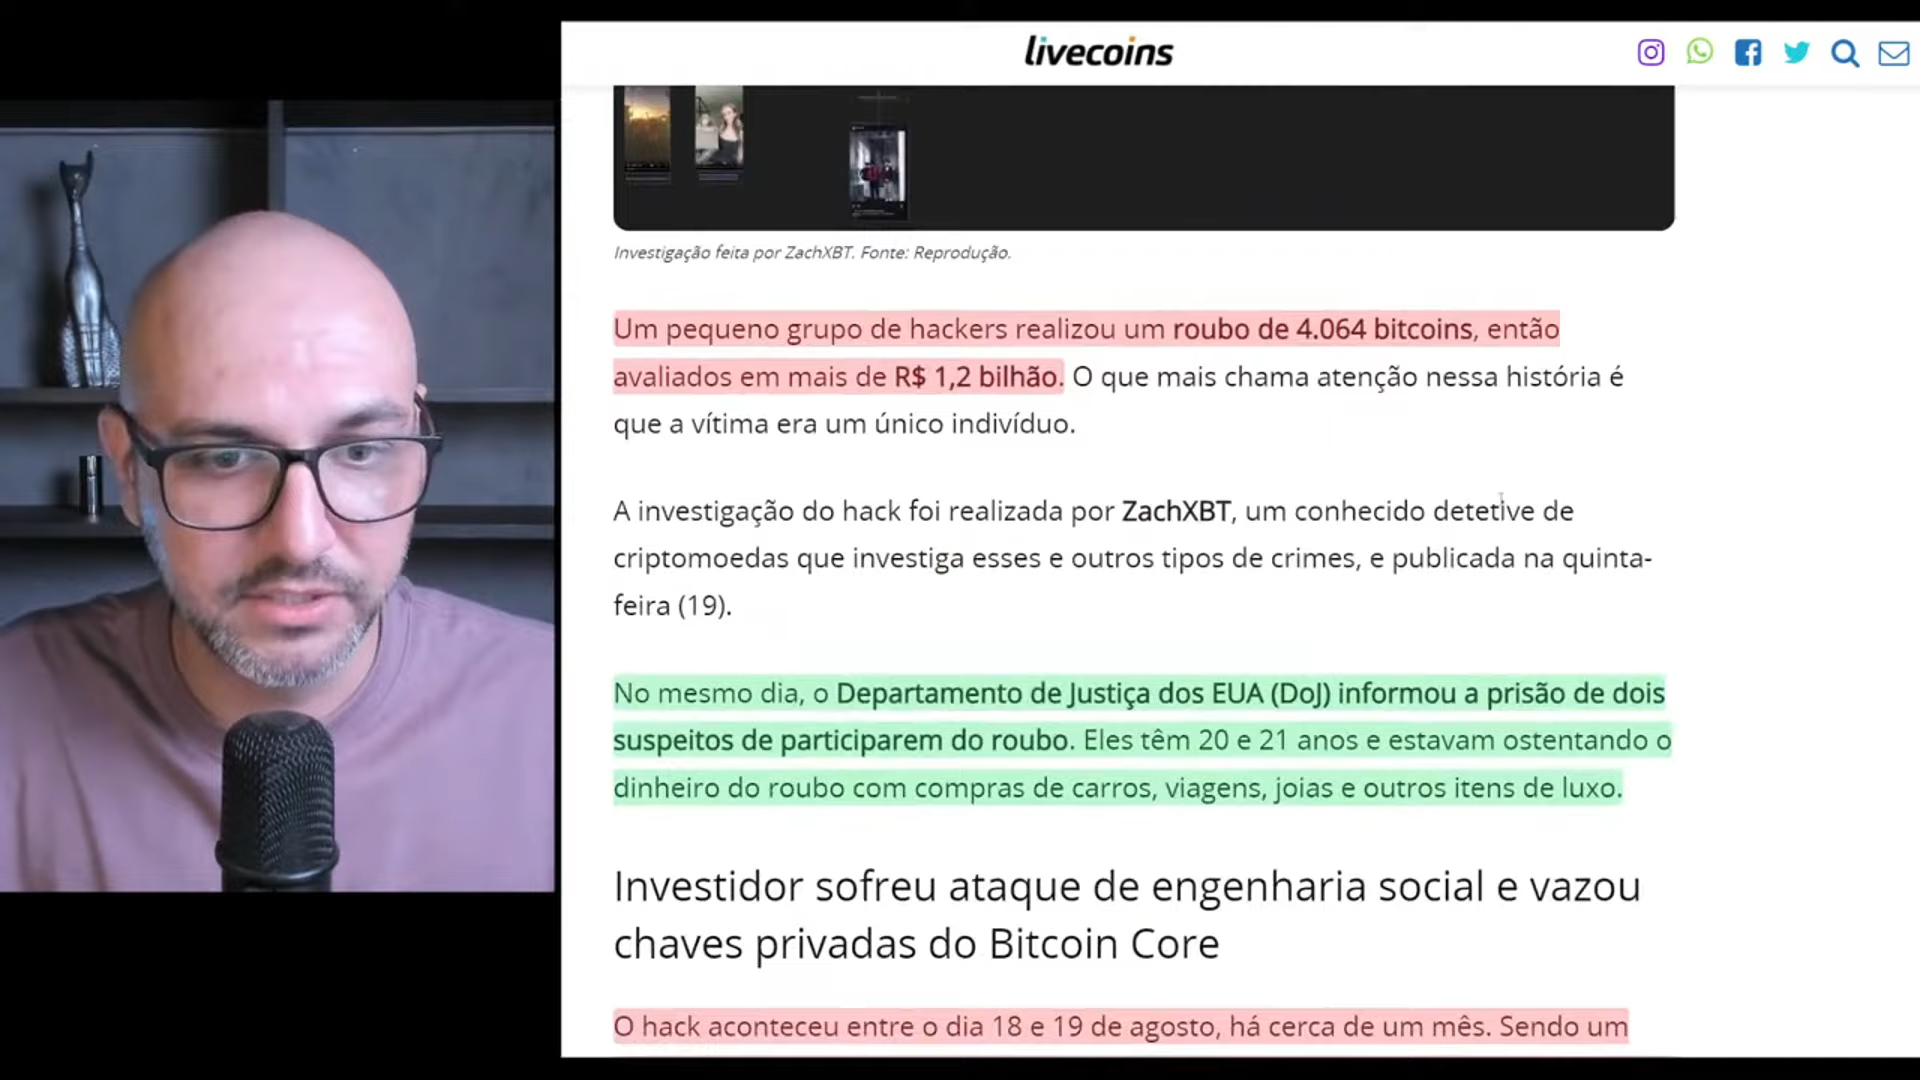 livecoins
Investigação feita por ZachXBT. Fonte: Reprodução.
Um pequeno grupo de hackers realizou um roubo de 4.064 bitcoins, então
avaliados em mais de R$ 1,2 bilhão. O que mais chama atenção nessa história é
que a vítima era um único indivíduo.
A investigação do hack foi realizada por ZachXBT, um conhecido detetive de
criptomoedas que investiga esses e outros tipos de crimes, e publicada na quinta-
feira (19).
No mesmo dia, o Departamento de Justiça dos EUA (DoJ) informou a prisão de dois
suspeitos de participarem do roubo. Eles têm 20 e 21 anos e estavam ostentando o
dinheiro do roubo com compras de carros, viagens, joias e outros itens de luxo.
Investidor sofreu ataque de engenharia social e vazou
chaves privadas do Bitcoin Core
O hack aconteceu entre o dia 18 e 19 de agosto, há cerca de um mês. Sendo um